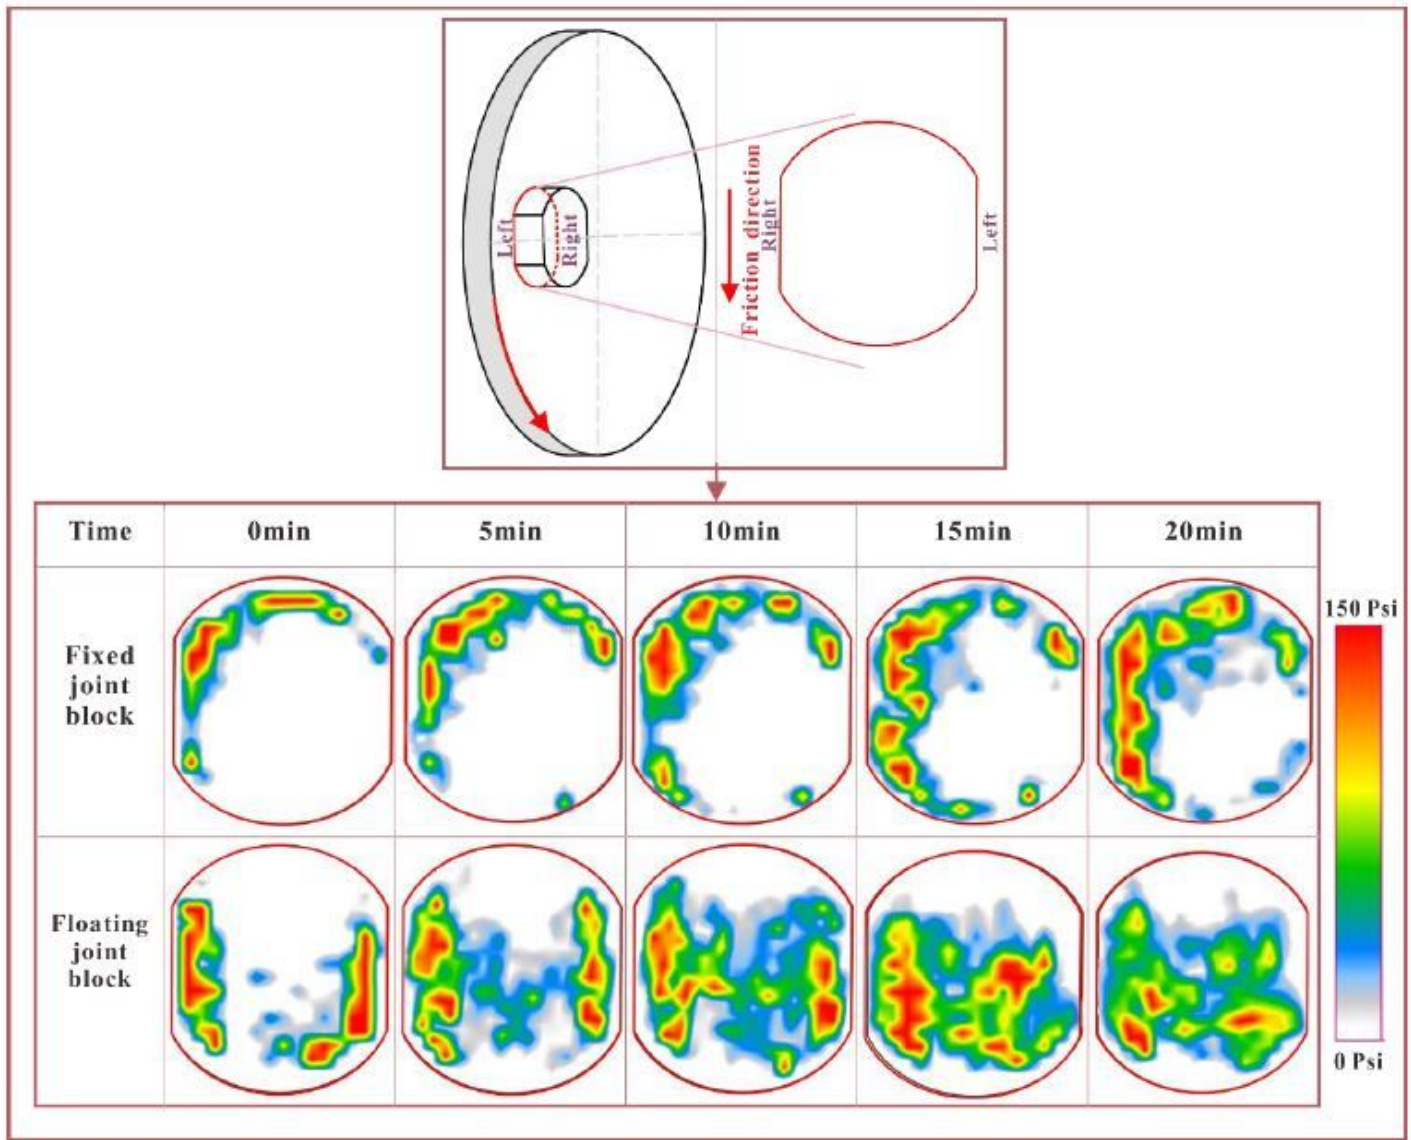 Left
Right
Friction direction
Right
Left
Time
0min
5min
10min
15min
20min
Fixed
joint
block
Floating
joint
block
150 Psi
0 Psi